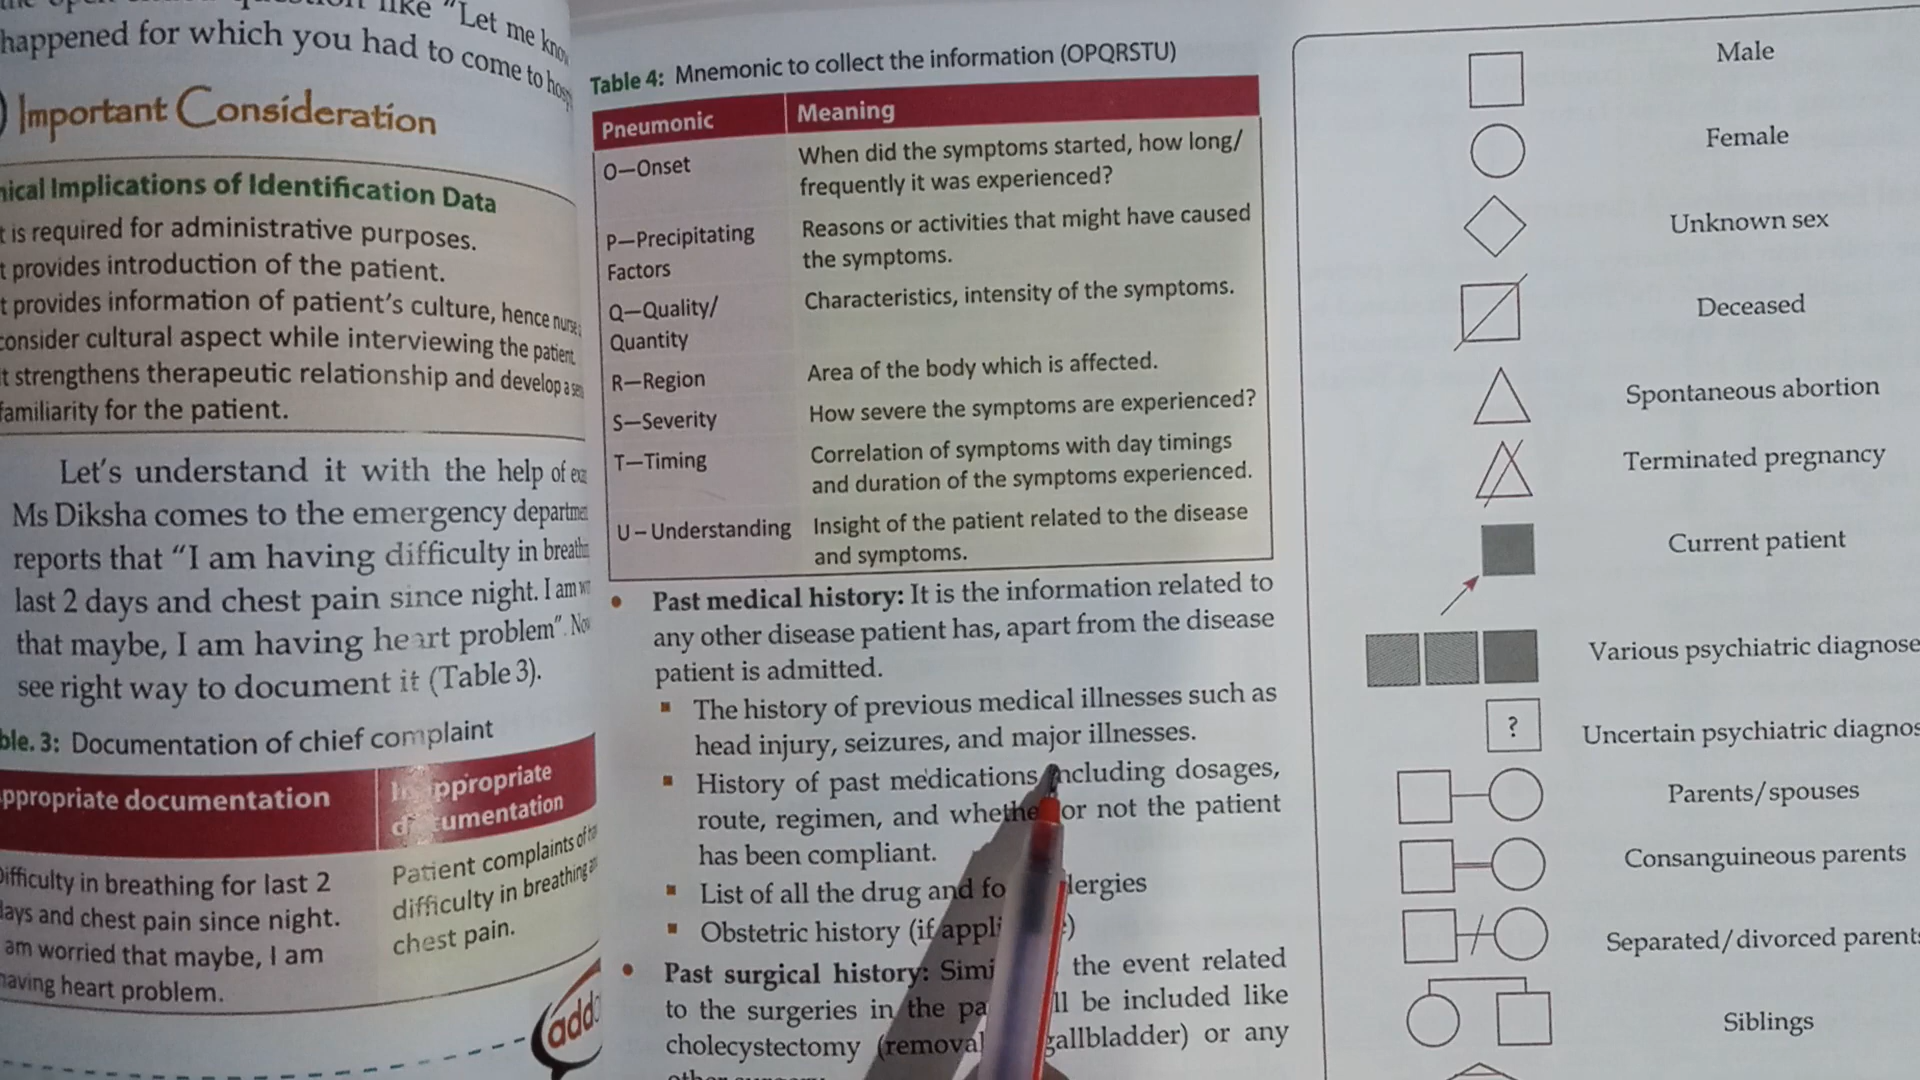 like "Let me
happened for which you had to come to
Important Consideration
Implications of Identification Data
is required for administrative purposes.
provides introduction of the patient.
provides information of patient's culture, hence
consider cultural aspect while interviewing the patient
strengthens therapeutic relationship and develop a
familiarity for the patient.
Let's understand it with the help of
Ms Diksha comes to the emergency
reports that "I am having difficulty in
last 2 days and chest pain since night. I am
that maybe, I am having heart problem".
see right way to document it (Table 3).
3: Documentation of chief complaint
documentation
Difficulty in breathing for last 2
days and chest pain since night.
am worried that maybe, I am
having heart problem.
Patient complaints of
difficulty in breathing
chest pain.
add
Table 4: Mnemonic to collect the information (OPQRSTU)
Pneumonic Meaning
O—Onset When did the symptoms started, how long/
frequently it was experienced?
P—Precipitating Reasons or activities that might have caused
Factors the symptoms.
Q—Quality/ Characteristics, intensity of the symptoms.
Quantity
R—Region Area of the body which is affected.
S—Severity How severe the symptoms are experienced?
T—Timing Correlation of symptoms with day timings
and duration of the symptoms experienced.
U – Understanding Insight of the patient related to the disease
and symptoms.
• Past medical history: It is the information related to
any other disease patient has, apart from the disease
patient is admitted.
▪ The history of previous medical illnesses such as
head injury, seizures, and major illnesses.
▪ History of past medications including dosages,
route, regimen, and whether or not the patient
has been compliant.
▪ List of all the drug and
▪ Obstetric history (if
• Past surgical history: the event related
to the surgeries in the be included like
cholecystectomy (removal gallbladder) or any
Male
Female
Unknown sex
Deceased
Spontaneous abortion
Terminated pregnancy
Current patient
Various psychiatric
?
Uncertain psychiatric
Parents/spouses
Consanguineous parents
Separated/divorced
Siblings